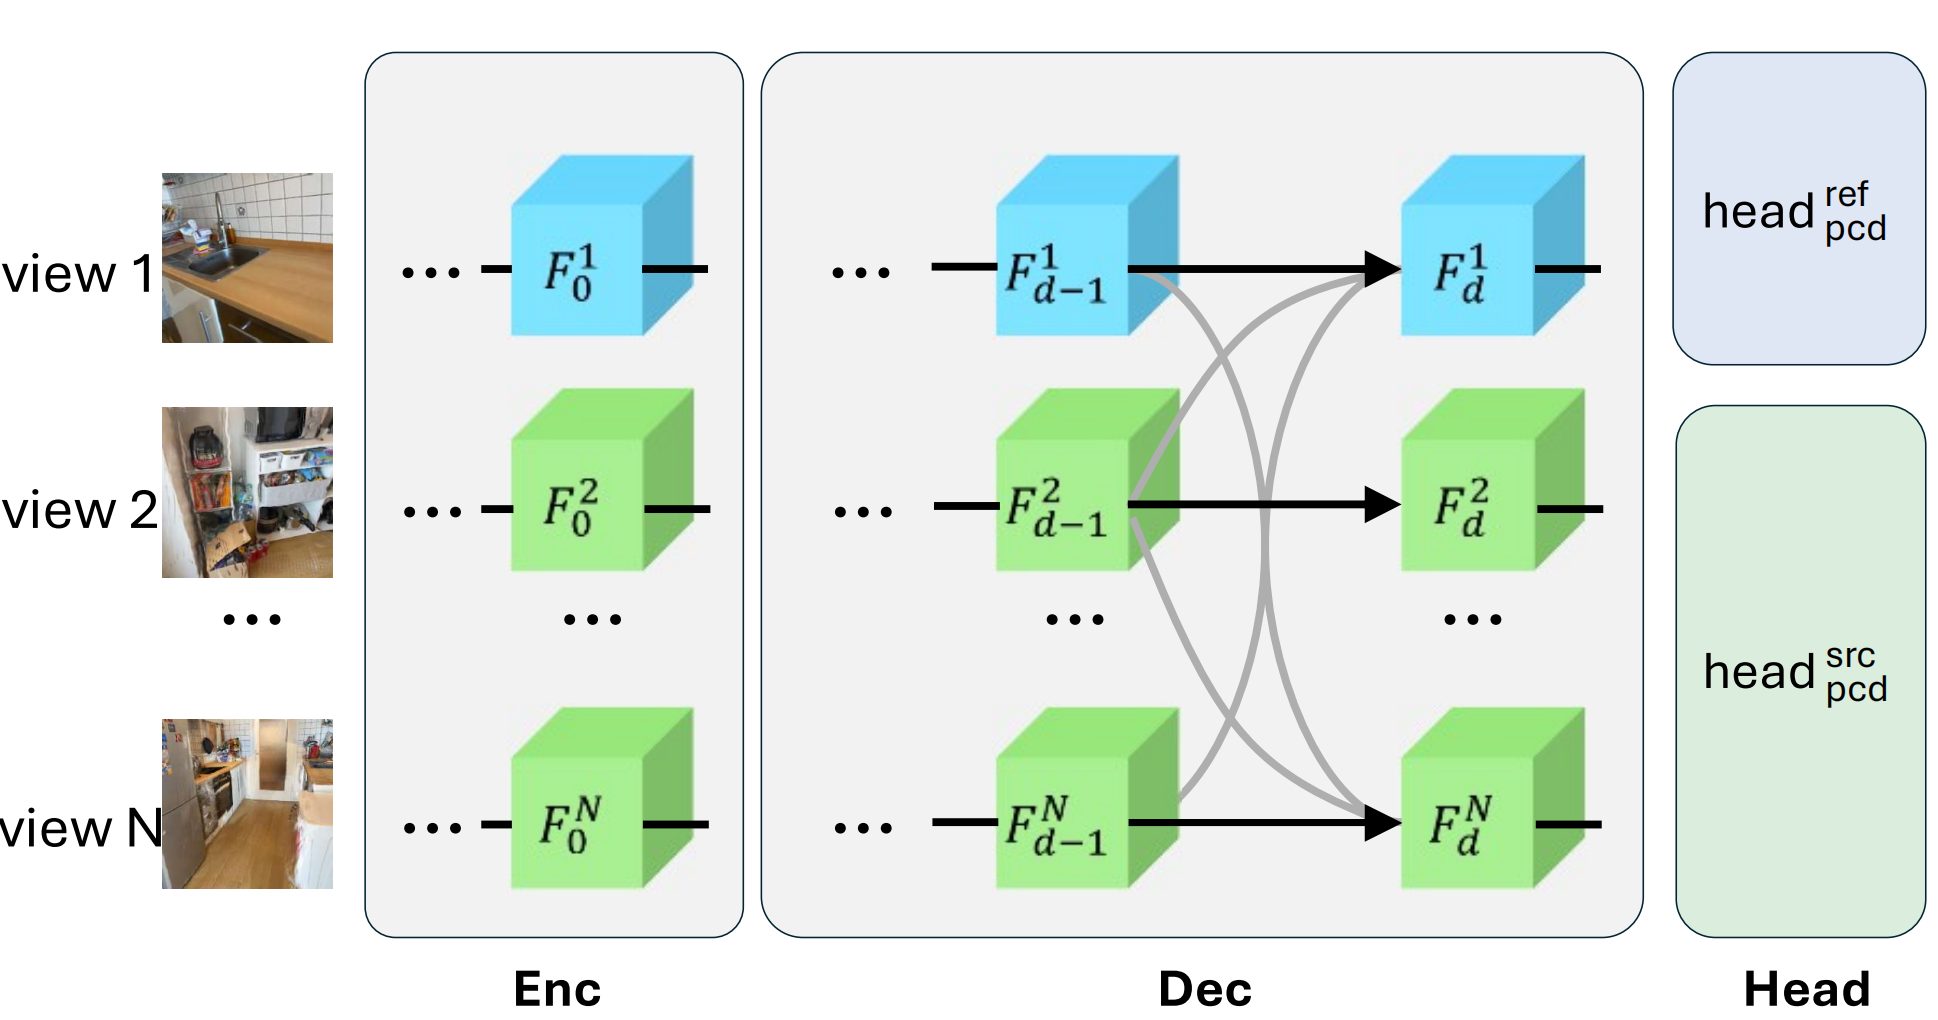 view 1
...
F_0^1
...
F_{d−1}^1
F_d^1
head ref pcd
view 2
...
F_0^2
...
F_{d−1}^2
F_d^2
...
...
...
...
head src pcd
view N
...
F_0^N
...
F_{d−1}^N
F_d^N
Enc
Dec
Head